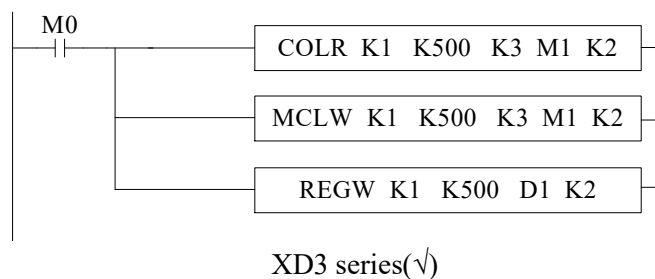 M0
COLR K1 K500 K3 M1 K2
MCLW K1 K500 K3 M1 K2
REGW K1 K500 D1 K2
XD3 series(√)